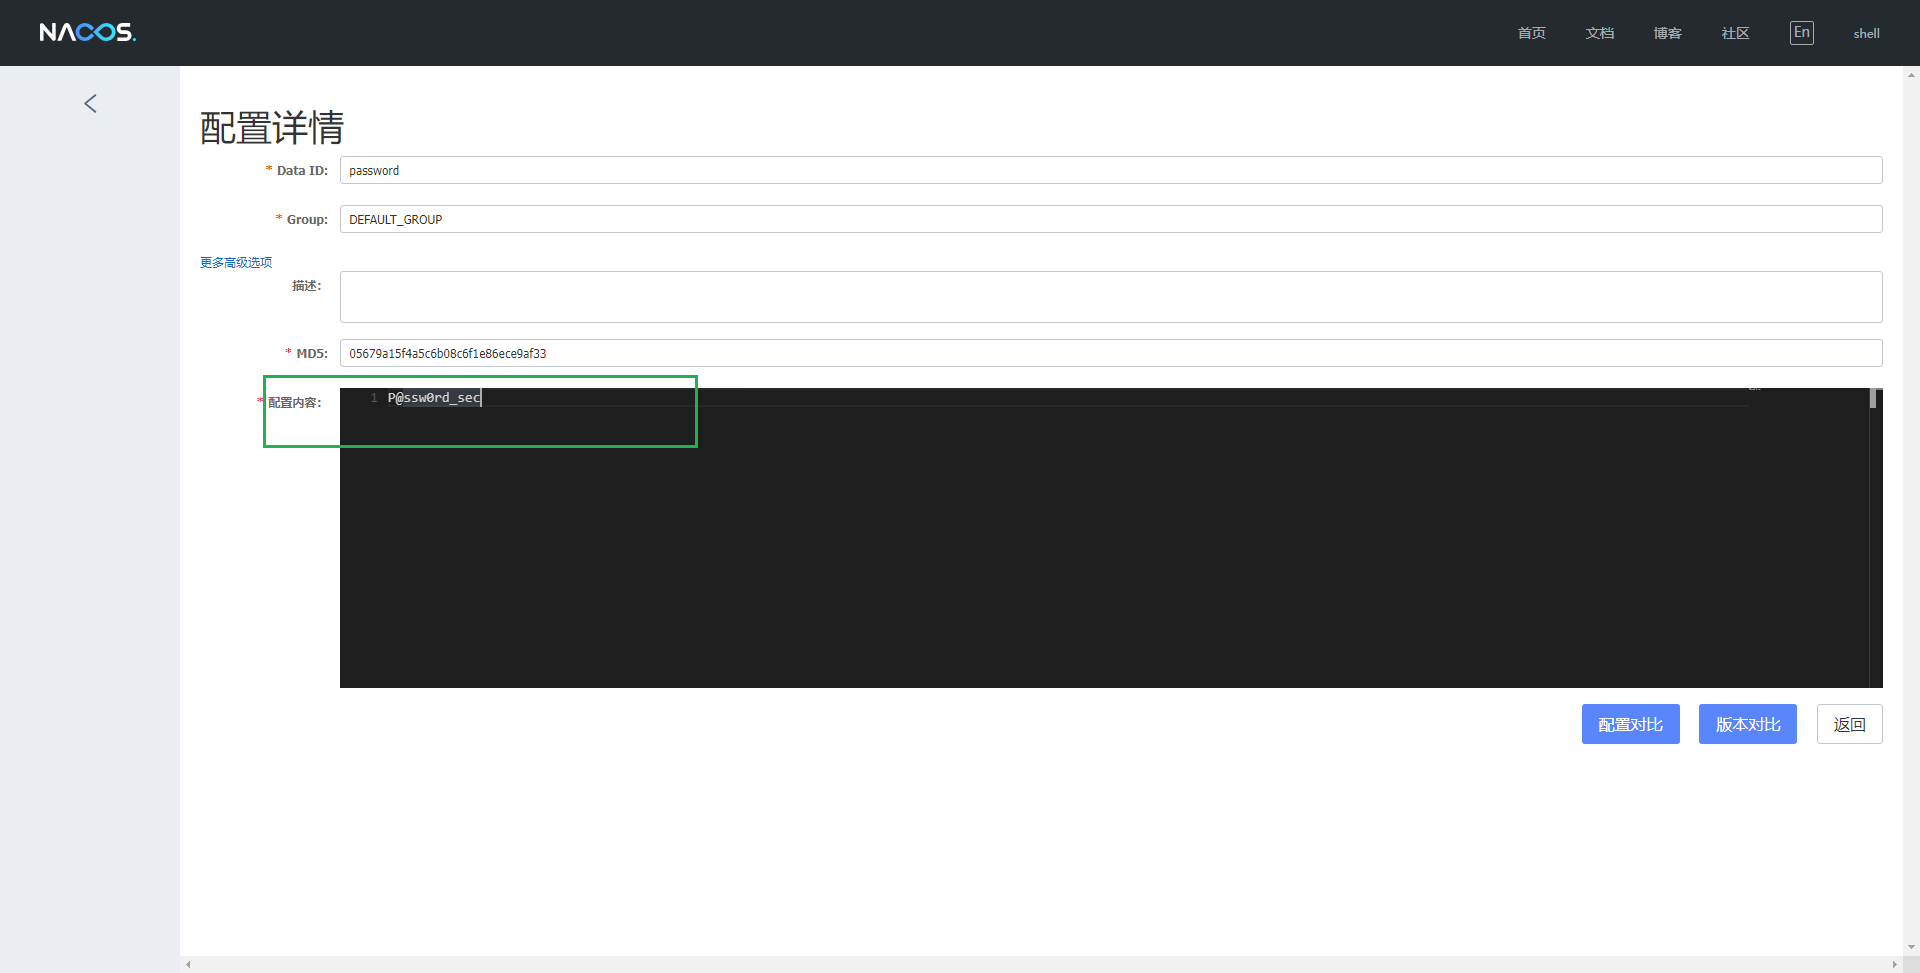 NACOS.
首页 文档 博客 社区 En shell
配置详情
* Data ID: password
* Group: DEFAULT_GROUP
更多高级选项
描述:
* MD5: 05679a15f4a5c6b08c6f1e86ece9af33
* 配置内容: 1 P@ssw0rd_sec
配置对比 版本对比 返回